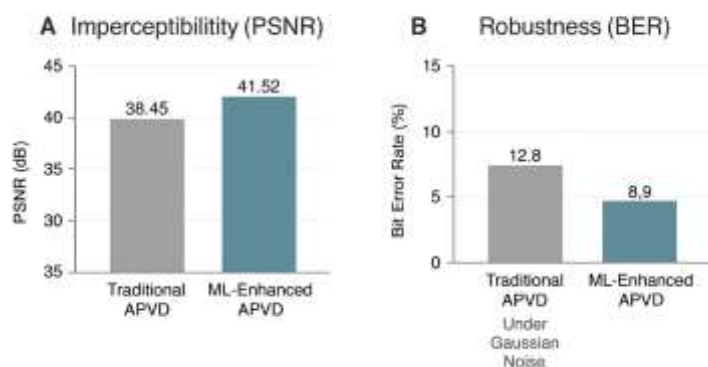 A Imperceptibilitity (PSNR)
45
40
35
30
35
PSNR (dB)
38.45
41.52
Traditional
APVD
ML-Enhanced
APVD
B Robustness (BER)
15
10
5
0
Bit Error Rate (%)
12.8
8,9
Traditional
APVD
Under
Gaussian
Noise
ML-Enhanced
APVD